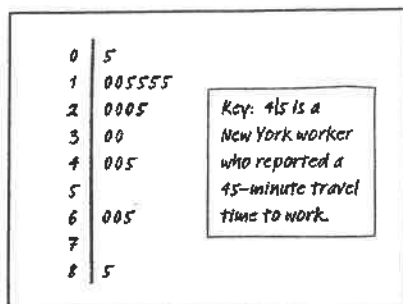 0 | 5
1 | 005555
2 | 0005
3 | 00
4 | 005
5 |
6 | 005
7 |
8 | 5
Key: 4|5 is a
New York worker
who reported a
45-minute travel
time to work.